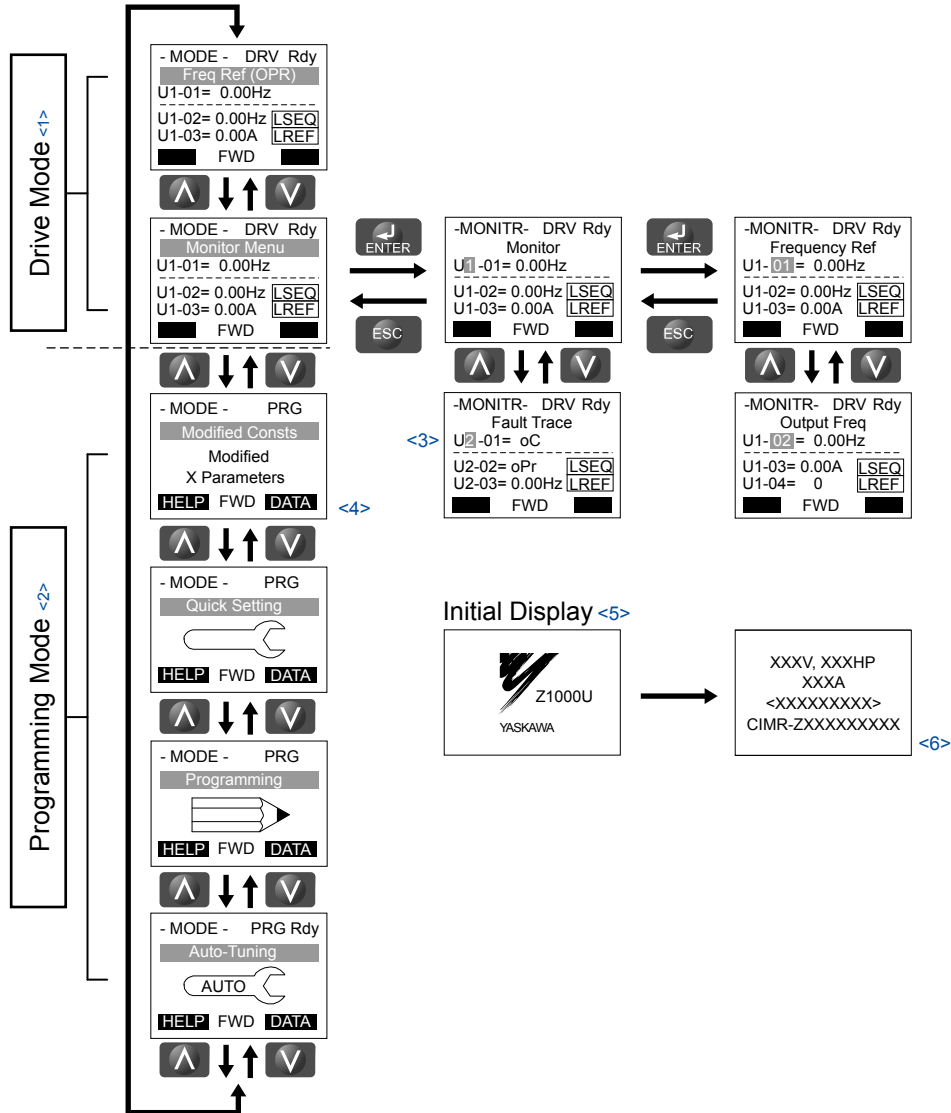 Drive Mode <1>
- MODE - DRV Rdy
Freq Ref (OPR)
U1-01= 0.00Hz
U1-02= 0.00Hz LSEQ
U1-03= 0.00A LREF
FWD
- MODE - DRV Rdy
Monitor Menu
U1-01= 0.00Hz
U1-02= 0.00Hz LSEQ
U1-03= 0.00A LREF
FWD
ENTER
ESC
-MONITR- DRV Rdy
Monitor
U1 -01= 0.00Hz
U1-02= 0.00Hz LSEQ
U1-03= 0.00A LREF
FWD
ENTER
ESC
-MONITR- DRV Rdy
Frequency Ref
U1- 01 = 0.00Hz
U1-02= 0.00Hz LSEQ
U1-03= 0.00A LREF
FWD
<3>
-MONITR- DRV Rdy
Fault Trace
U2 -01= oC
U2-02= oPr LSEQ
U2-03= 0.00Hz LREF
FWD
-MONITR- DRV Rdy
Output Freq
U1- 02 = 0.00Hz
U1-03= 0.00A LSEQ
U1-04= 0 LREF
FWD
Programming Mode <2>
- MODE - PRG
Modified Consts
Modified
X Parameters
HELP FWD DATA
<4>
- MODE - PRG
Quick Setting
HELP FWD DATA
- MODE - PRG
Programming
HELP FWD DATA
- MODE - PRG Rdy
Auto-Tuning
AUTO
HELP FWD DATA
Initial Display <5>
Z1000U
YASKAWA
XXXV, XXXHP
XXXA
<XXXXXXXXX>
CIMR-ZXXXXXXXXX
<6>